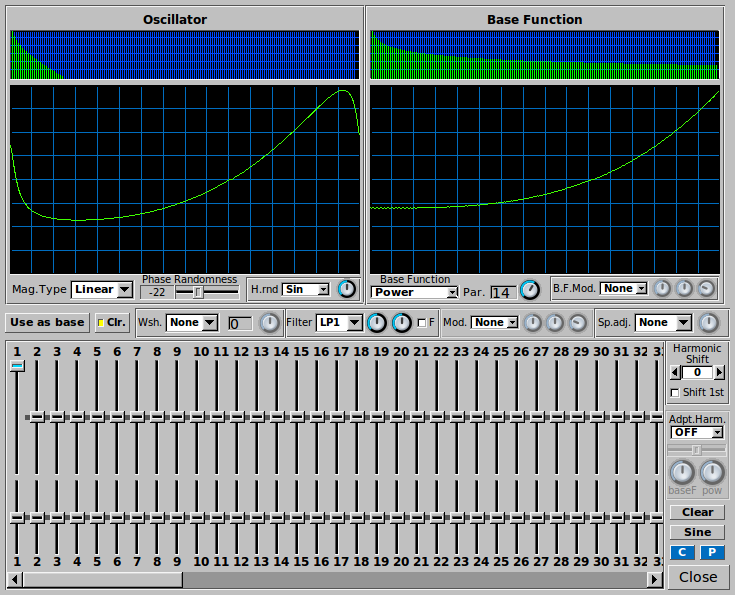 Oscillator Base Function
Mag.Type Linear Phase Randomness -22 H.rnd Sin Base Function Power Par. 14 B.F.Mod. None
Use as base Clr. Wsh. None 0 Filter LP1 F Mod. None Sp.adj. None
1 2 3 4 5 6 7 8 9 10 11 12 13 14 15 16 17 18 19 20 21 22 23 24 25 26 27 28 29 30 31 32
Harmonic
Shift
0
Shift 1st
Adpt.Harm.
OFF
baseF pow
Clear
Sine
C P
1 2 3 4 5 6 7 8 9 10 11 12 13 14 15 16 17 18 19 20 21 22 23 24 25 26 27 28 29 30 31 32
Close